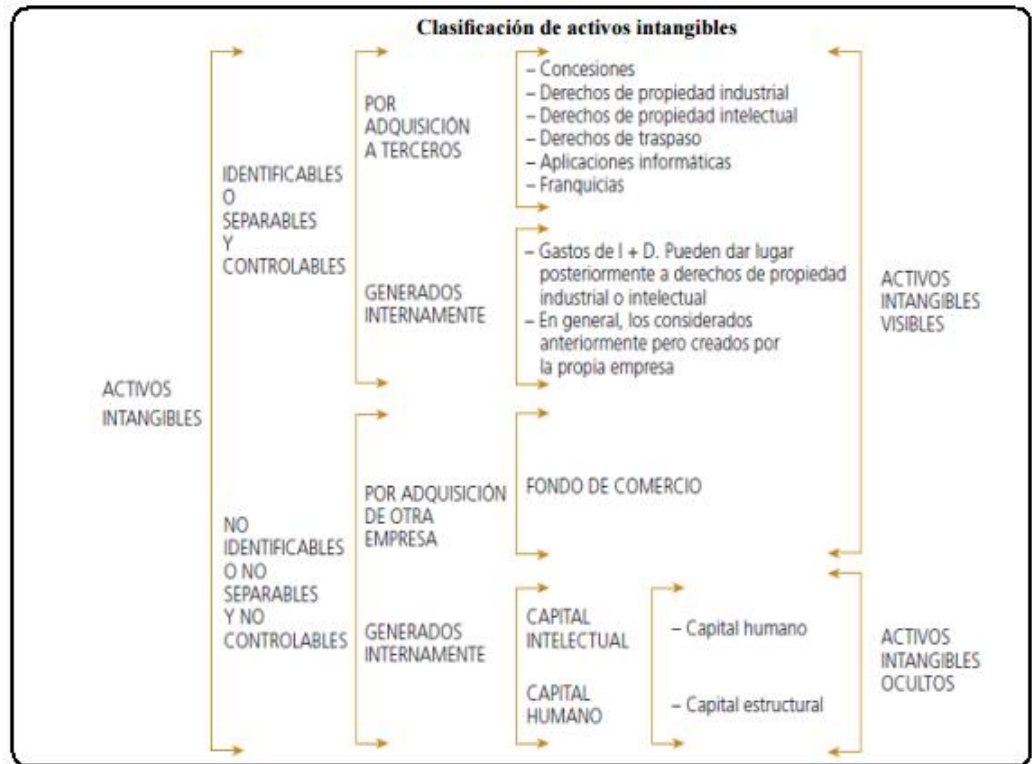 Clasificación de activos intangibles
ACTIVOS
INTANGIBLES
IDENTIFICABLES
O
SEPARABLES
Y
CONTROLABLES
POR
ADQUISICIÓN
A TERCEROS
– Concesiones
– Derechos de propiedad industrial
– Derechos de propiedad intelectual
– Derechos de traspaso
– Aplicaciones informáticas
– Franquicias
GENERADOS
INTERNAMENTE
– Gastos de I + D. Pueden dar lugar
posteriormente a derechos de propiedad
industrial o intelectual
– En general, los considerados
anteriormente pero creados por
la propia empresa
ACTIVOS
INTANGIBLES
VISIBLES
NO
IDENTIFICABLES
O NO
SEPARABLES
Y NO
CONTROLABLES
POR ADQUISICIÓN
DE OTRA
EMPRESA
FONDO DE COMERCIO
GENERADOS
INTERNAMENTE
CAPITAL
INTELECTUAL
CAPITAL
HUMANO
– Capital humano
– Capital estructural
ACTIVOS
INTANGIBLES
OCULTOS